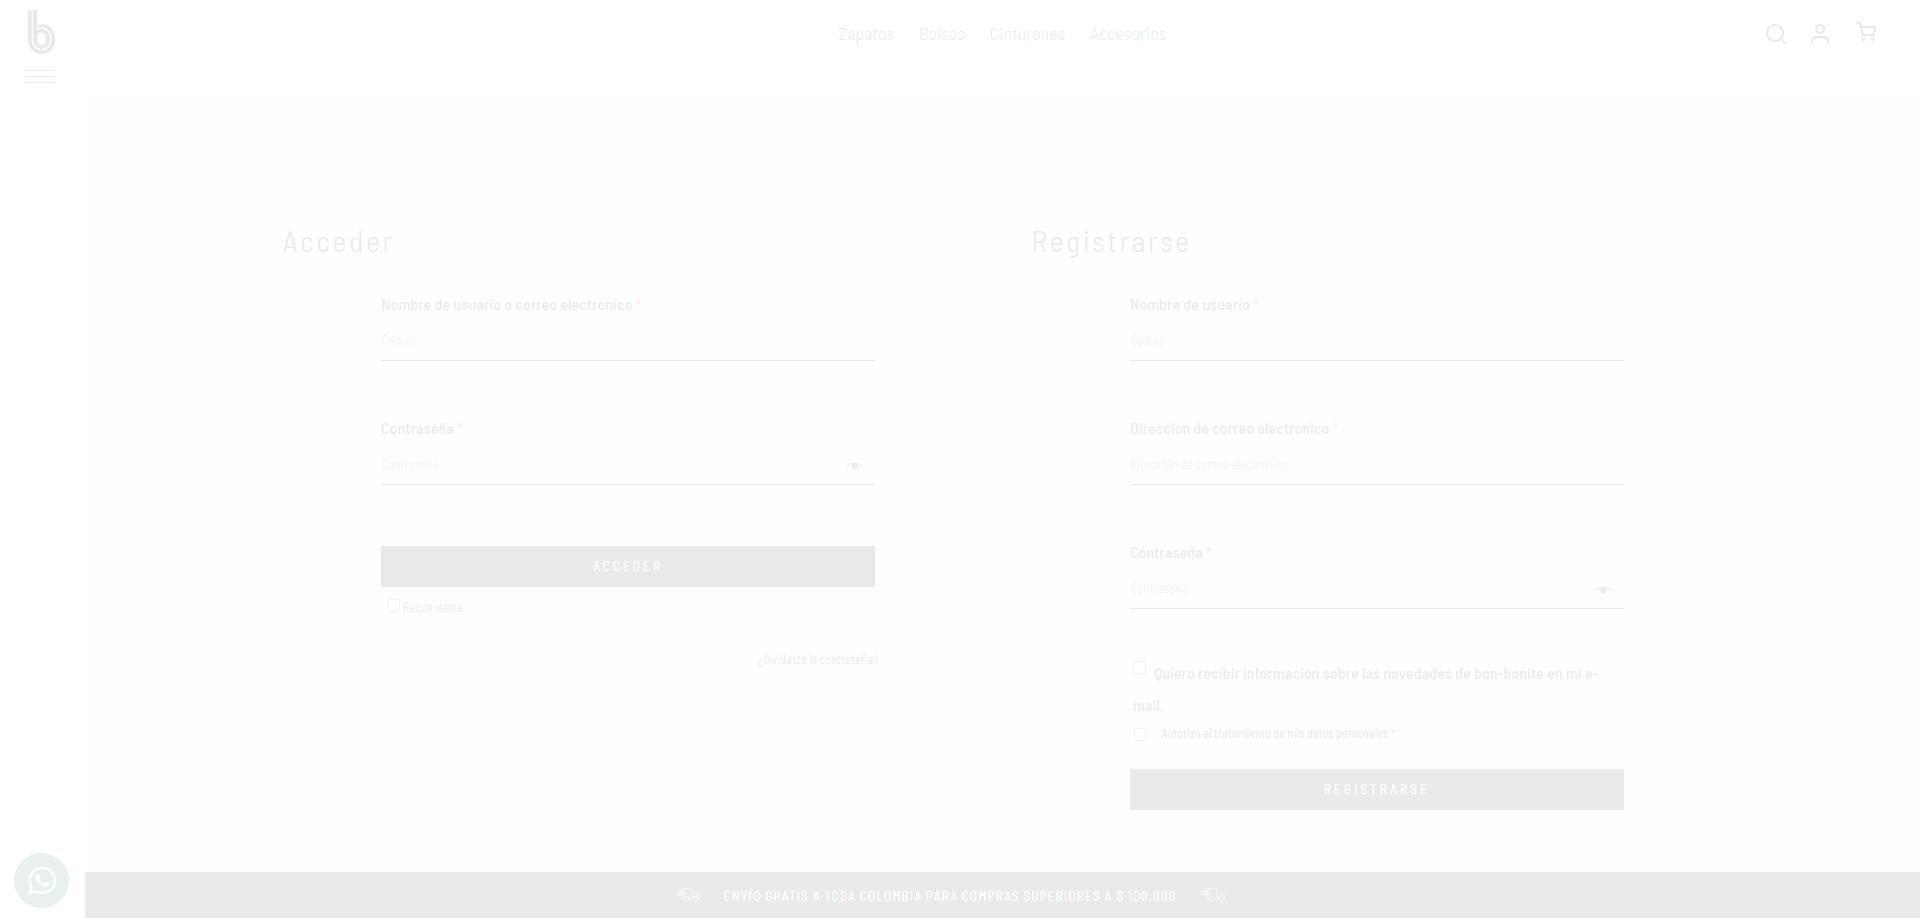 b
Zapatos Bolsos Cinturones Accesorios
Acceder
Nombre de usuario o correo electrónico *
Cédula
Contraseña *
Contraseña
ACCEDER
Recuérdame
¿Olvidaste la contraseña?
Registrarse
Nombre de usuario *
Cédula
Dirección de correo electrónico *
Dirección de correo electrónico
Contraseña *
Contraseña
Quiero recibir información sobre las novedades de bon-bonite en mi e-
mail.
Autorizo el tratamiento de mis datos personales *
REGISTRARSE
ENVÍO GRATIS A TODA COLOMBIA PARA COMPRAS SUPERIORES A $ 100.000